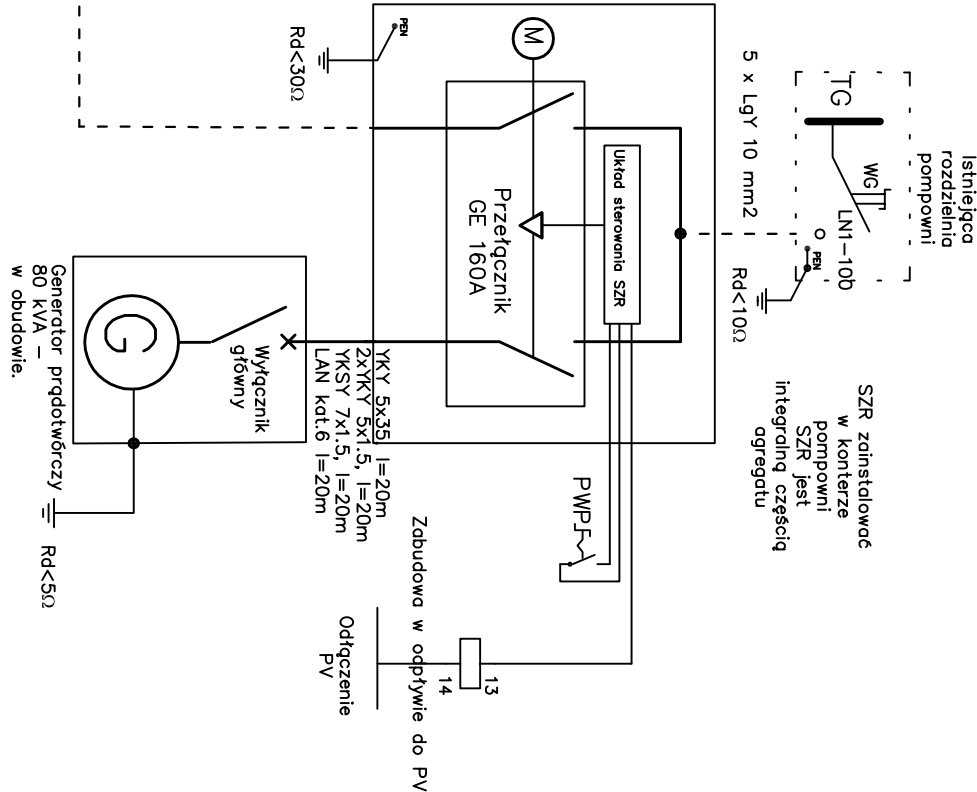 Istniejąca
rozdzielnia
pompowni
TG
WG
LN1-10b
PEN
Rd<10Ω
5 x LgY 10 mm2
SZR zainstalować
w konterze
pompowni
SZR jest
integralną częścią
agregatu
Układ sterowania SZR
Przełącznik
GE 160A
M
PEN
Rd<30Ω
PWP
13
14
Zabudowa w odpływie do PV
Odłączenie
PV
YKY 5x35, l=20m
2xYKY 5x1.5, l=20m
YKSY 7x1.5, l=20m
LAN kat.6 l=20m
Wyłącznik
główny
G
Rd<5Ω
Generator prądotwórczy
80 kVA –
w obudowie.